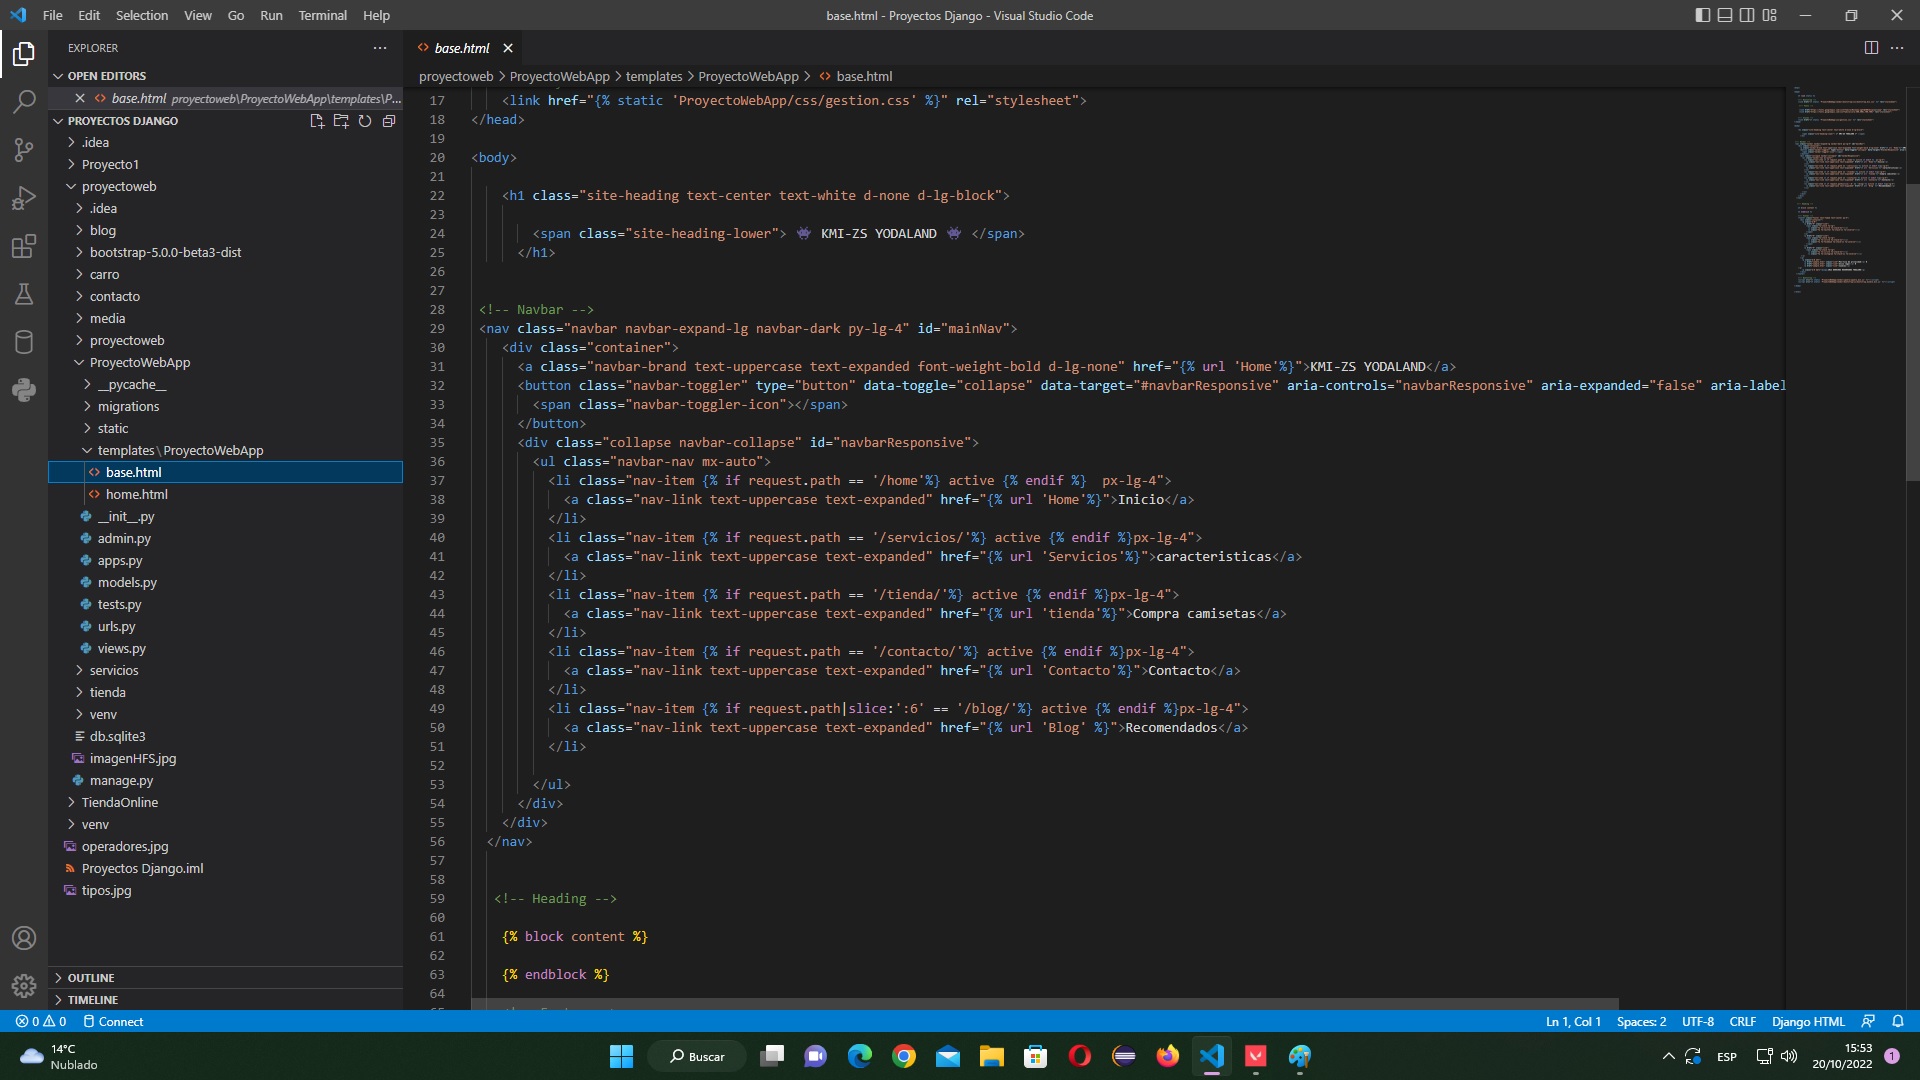 File Edit Selection View Go Run Terminal Help
base.html - Proyectos Django - Visual Studio Code
EXPLORER
OPEN EDITORS
base.html proyectoweb\ProyectoWebApp\templates\P...
PROYECTOS DJANGO
.idea
Proyecto1
proyectoweb
.idea
blog
bootstrap-5.0.0-beta3-dist
carro
contacto
media
proyectoweb
ProyectoWebApp
__pycache__
migrations
static
templates\ProyectoWebApp
base.html
home.html
__init__.py
admin.py
apps.py
models.py
tests.py
urls.py
views.py
servicios
tienda
venv
db.sqlite3
imagenHFS.jpg
manage.py
TiendaOnline
venv
operadores.jpg
Proyectos Django.iml
tipos.jpg
OUTLINE
TIMELINE
base.html
proyectoweb > ProyectoWebApp > templates > ProyectoWebApp > base.html
17 <link href="{% static 'ProyectoWebApp/css/gestion.css' %}" rel="stylesheet">
18 </head>
19
20 <body>
21
22 <h1 class="site-heading text-center text-white d-none d-lg-block">
23
24 <span class="site-heading-lower"> 👾 KMI-ZS YODALAND 👾 </span>
25 </h1>
26
27
28 <!-- Navbar -->
29 <nav class="navbar navbar-expand-lg navbar-dark py-lg-4" id="mainNav">
30 <div class="container">
31 <a class="navbar-brand text-uppercase text-expanded font-weight-bold d-lg-none" href="{% url 'Home'%}">KMI-ZS YODALAND</a>
32 <button class="navbar-toggler" type="button" data-toggle="collapse" data-target="#navbarResponsive" aria-controls="navbarResponsive" aria-expanded="false" aria-label
33 <span class="navbar-toggler-icon"></span>
34 </button>
35 <div class="collapse navbar-collapse" id="navbarResponsive">
36 <ul class="navbar-nav mx-auto">
37 <li class="nav-item {% if request.path == '/home'%} active {% endif %}  px-lg-4">
38 <a class="nav-link text-uppercase text-expanded" href="{% url 'Home'%}">Inicio</a>
39 </li>
40 <li class="nav-item {% if request.path == '/servicios/'%} active {% endif %}px-lg-4">
41 <a class="nav-link text-uppercase text-expanded" href="{% url 'Servicios'%}">caracteristicas</a>
42 </li>
43 <li class="nav-item {% if request.path == '/tienda/'%} active {% endif %}px-lg-4">
44 <a class="nav-link text-uppercase text-expanded" href="{% url 'tienda'%}">Compra camisetas</a>
45 </li>
46 <li class="nav-item {% if request.path == '/contacto/'%} active {% endif %}px-lg-4">
47 <a class="nav-link text-uppercase text-expanded" href="{% url 'Contacto'%}">Contacto</a>
48 </li>
49 <li class="nav-item {% if request.path|slice:':6' == '/blog/'%} active {% endif %}px-lg-4">
50 <a class="nav-link text-uppercase text-expanded" href="{% url 'Blog' %}">Recomendados</a>
51 </li>
52
53 </ul>
54 </div>
55 </div>
56 </nav>
57
58
59 <!-- Heading -->
60
61 {% block content %}
62
63 {% endblock %}
64
0 0 Connect
Ln 1, Col 1 Spaces: 2 UTF-8 CRLF Django HTML
14°C
Nublado
Buscar
ESP
15:53
20/10/2022
1